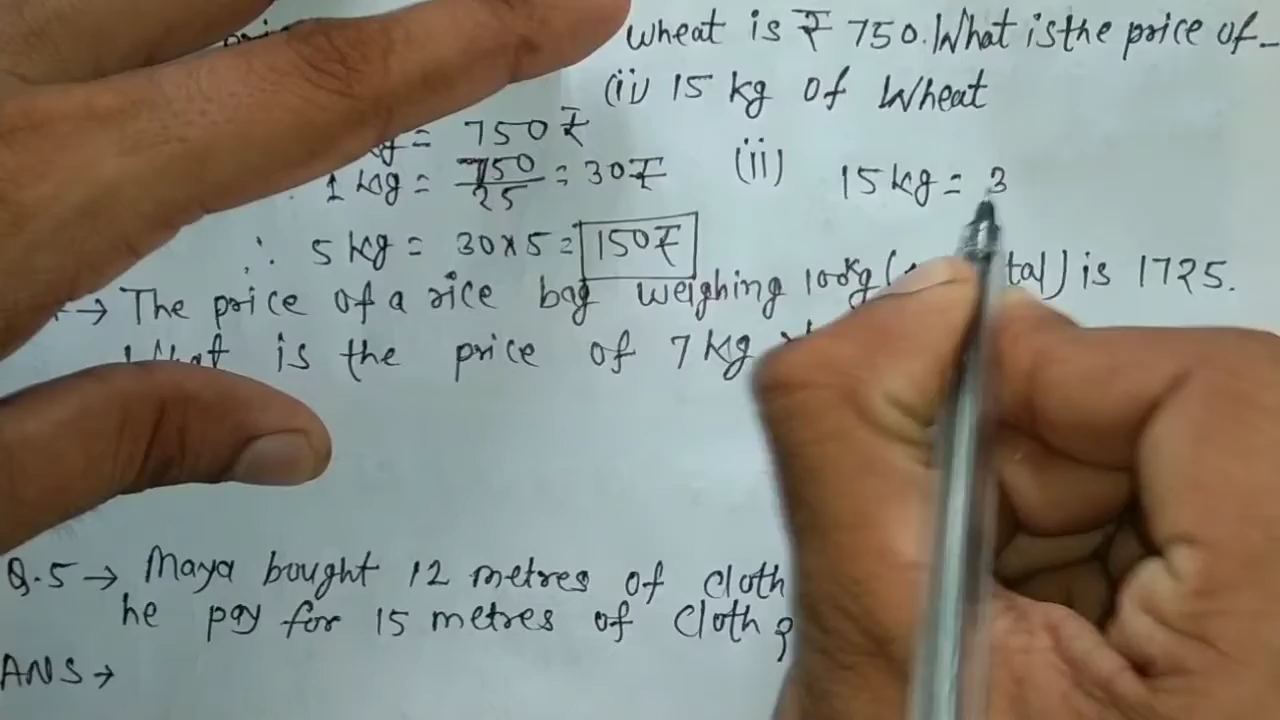 wheat is ₹ 750. What is the price of -
(ii) 15 kg of Wheat
= 750 ₹
1 kg = 750/25 = 30 ₹
(ii) 15 kg = 3
∴ 5 kg = 30 × 5 = 150 ₹
→ The price of a rice bag weighing 100kg ( tal) is 1725.
What is the price of 7 kg
Q.5 → Maya bought 12 metres of cloth
he pay for 15 metres of cloth ?
ANS →